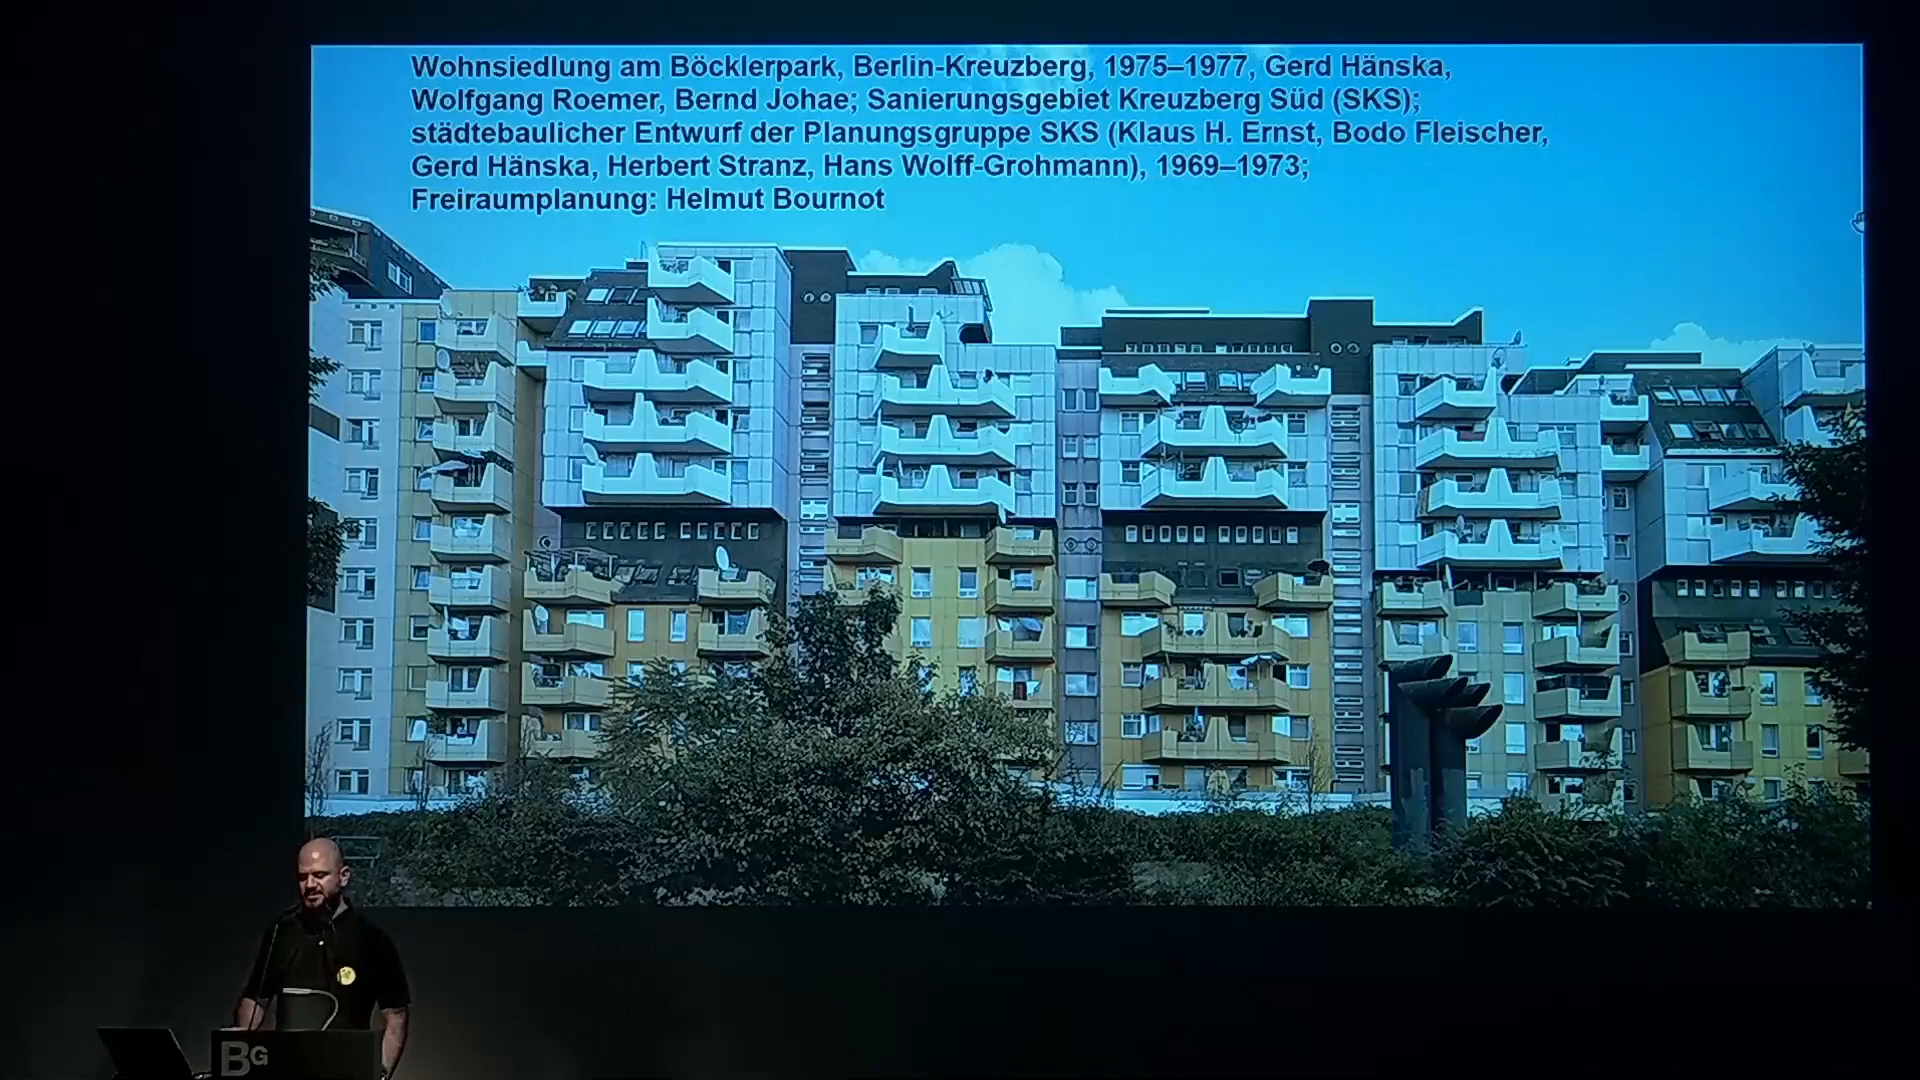 Wohnsiedlung am Böcklerpark, Berlin-Kreuzberg, 1975–1977, Gerd Hänska,
Wolfgang Roemer, Bernd Johae; Sanierungsgebiet Kreuzberg Süd (SKS);
städtebaulicher Entwurf der Planungsgruppe SKS (Klaus H. Ernst, Bodo Fleischer,
Gerd Hänska, Herbert Stranz, Hans Wolff-Grohmann), 1969–1973;
Freiraumplanung: Helmut Bournot
BG